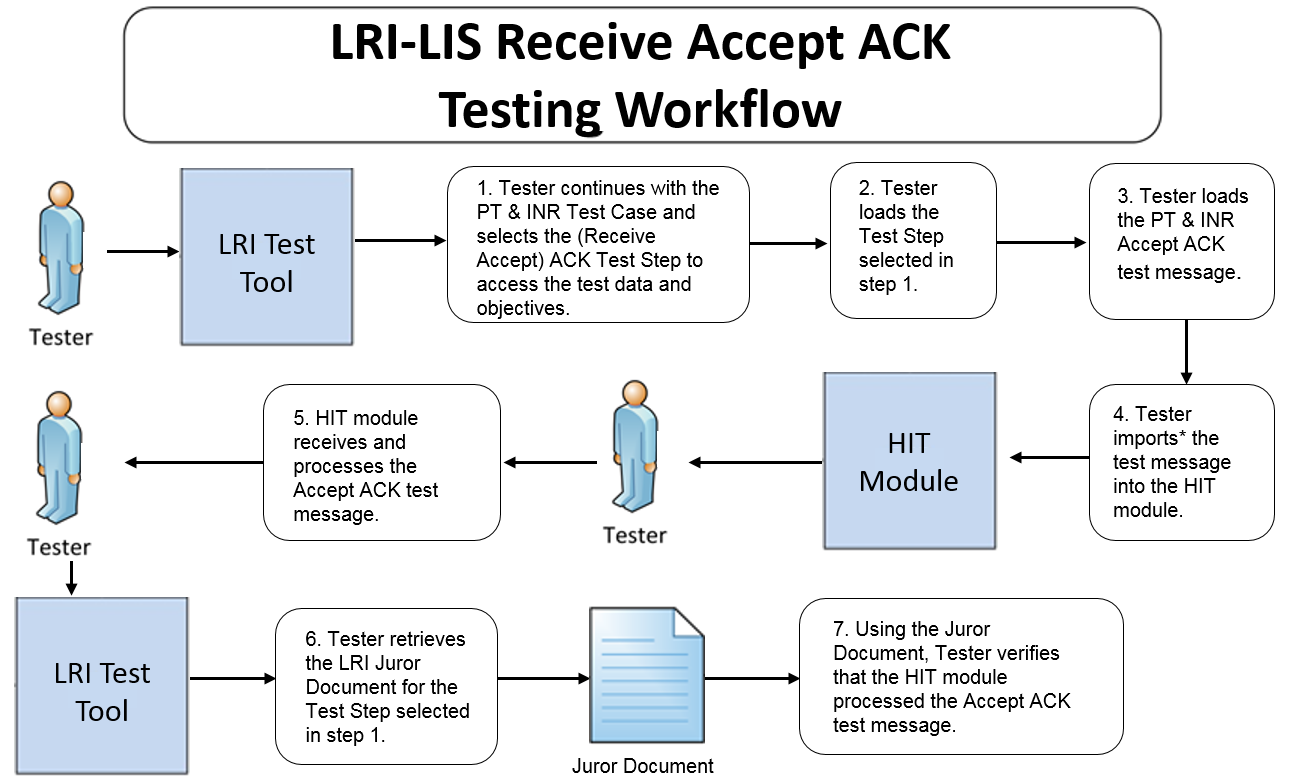 LRI-LIS Receive Accept ACK
Testing Workflow
Tester
LRI Test
Tool
1. Tester continues with the
PT & INR Test Case and
selects the (Receive
Accept) ACK Test Step to
access the test data and
objectives.
2. Tester
loads the
Test Step
selected in
step 1.
3. Tester loads
the PT & INR
Accept ACK
test message.
4. Tester
imports* the
test message
into the HIT
module.
HIT
Module
Tester
5. HIT module
receives and
processes the
Accept ACK test
message.
Tester
LRI Test
Tool
6. Tester retrieves
the LRI Juror
Document for the
Test Step selected
in step 1.
Juror Document
7. Using the Juror
Document, Tester verifies
that the HIT module
processed the Accept ACK
test message.